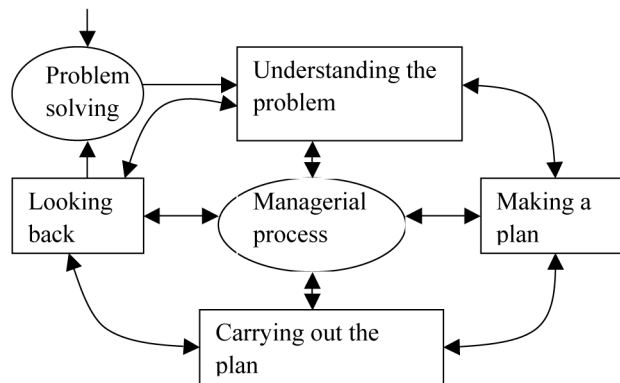 Problem
solving
Understanding the
problem
Looking
back
Managerial
process
Making a
plan
Carrying out the
plan